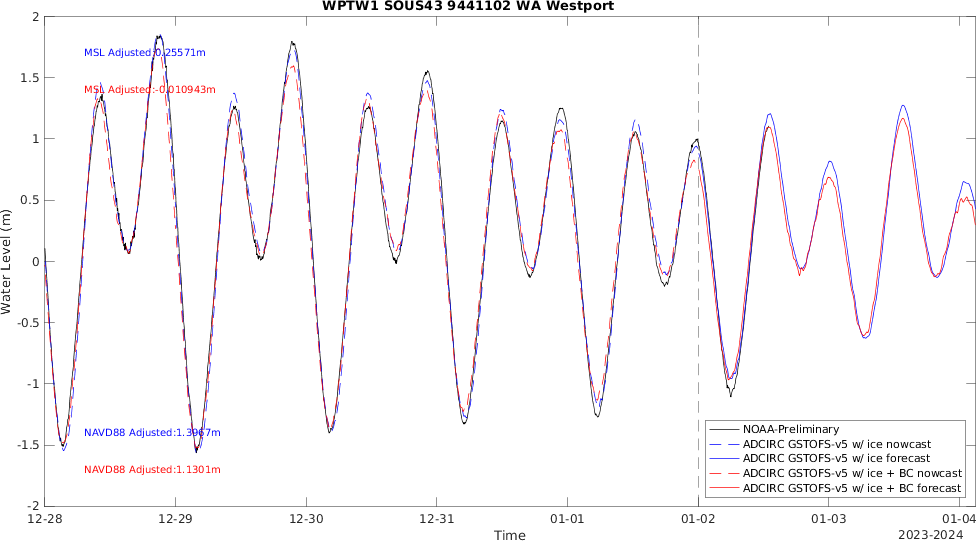 WPTW1 SOUS43 9441102 WA Westport
2
1.5
1
0.5
0
-0.5
-1
-1.5
-2
Water Level (m)
MSL Adjusted:0.25571m
MSL Adjusted:-0.010943m
NAVD88 Adjusted:1.3967m
NAVD88 Adjusted:1.1301m
NOAA-Preliminary
ADCIRC GSTOFS-v5 w/ ice nowcast
ADCIRC GSTOFS-v5 w/ ice forecast
ADCIRC GSTOFS-v5 w/ ice + BC nowcast
ADCIRC GSTOFS-v5 w/ ice + BC forecast
12-28 12-29 12-30 12-31 01-01 01-02 01-03 01-04
Time
2023-2024